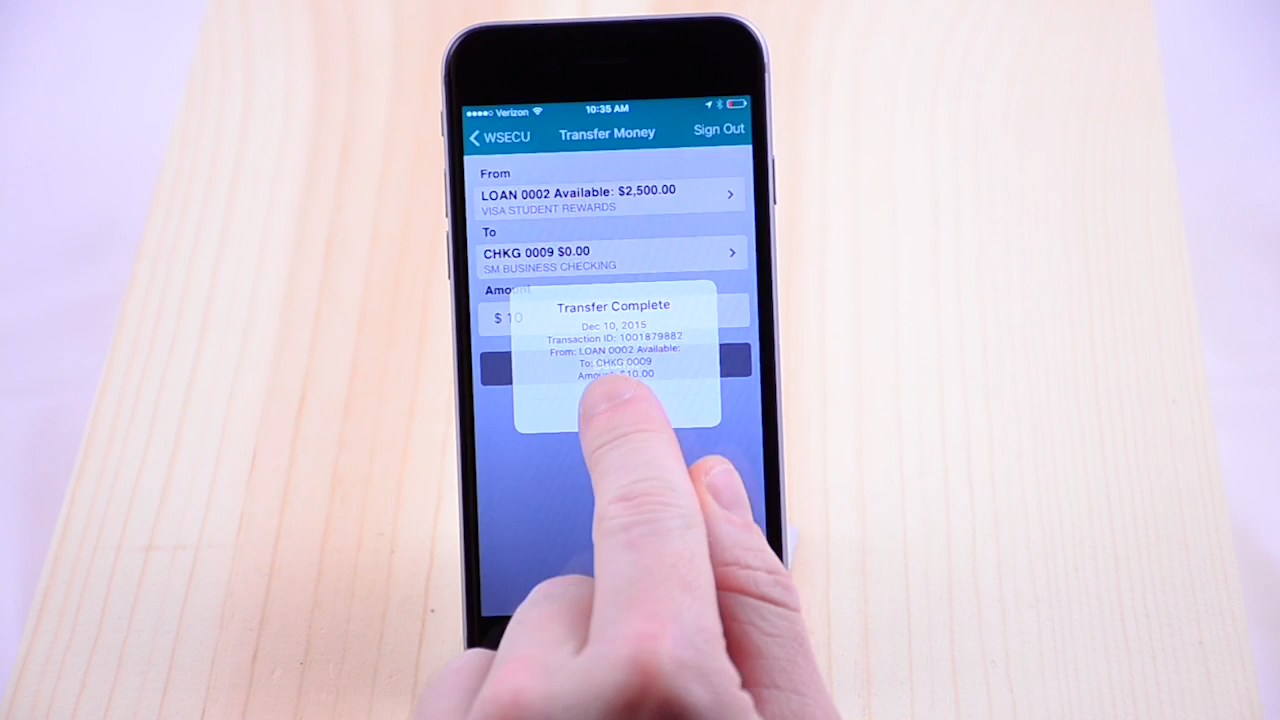 Verizon 10:35 AM
WSECU Transfer Money Sign Out
From
LOAN 0002 Available: $2,500.00
VISA STUDENT REWARDS
To
CHKG 0009 $0.00
SM BUSINESS CHECKING
Amount
$ 10
Transfer Complete
Dec 10, 2015
Transaction ID: 1001879882
From: LOAN 0002 Available:
To: CHKG 0009
Amount: $10.00